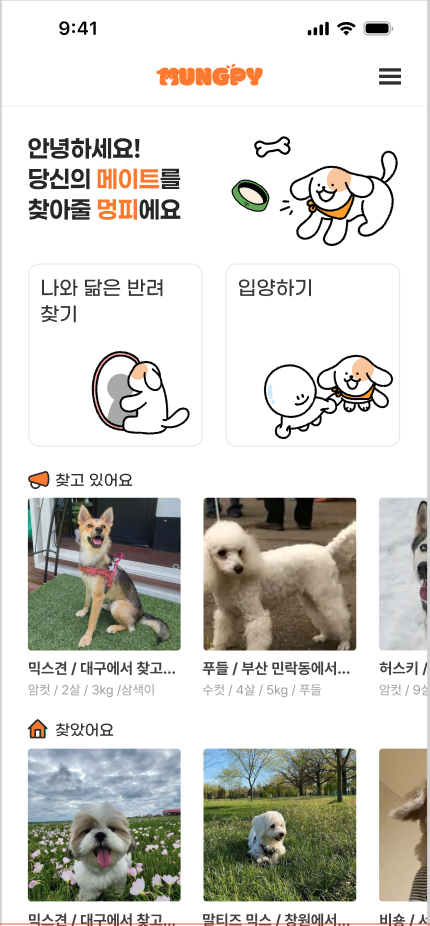 9:41
MUNGPY
안녕하세요!
당신의 메이트를
찾아줄 멍피에요
나와 닮은 반려
찾기
입양하기
찾고 있어요
믹스견 / 대구에서 찾고...
푸들 / 부산 민락동에서...
허스키 /
암컷 / 2살 / 3kg /삼색이
수컷 / 4살 / 5kg / 푸들
암컷 / 9살
찾았어요
믹스견 / 대구에서 찾고...
말티즈 믹스 / 창원에서...
비숑 / 서